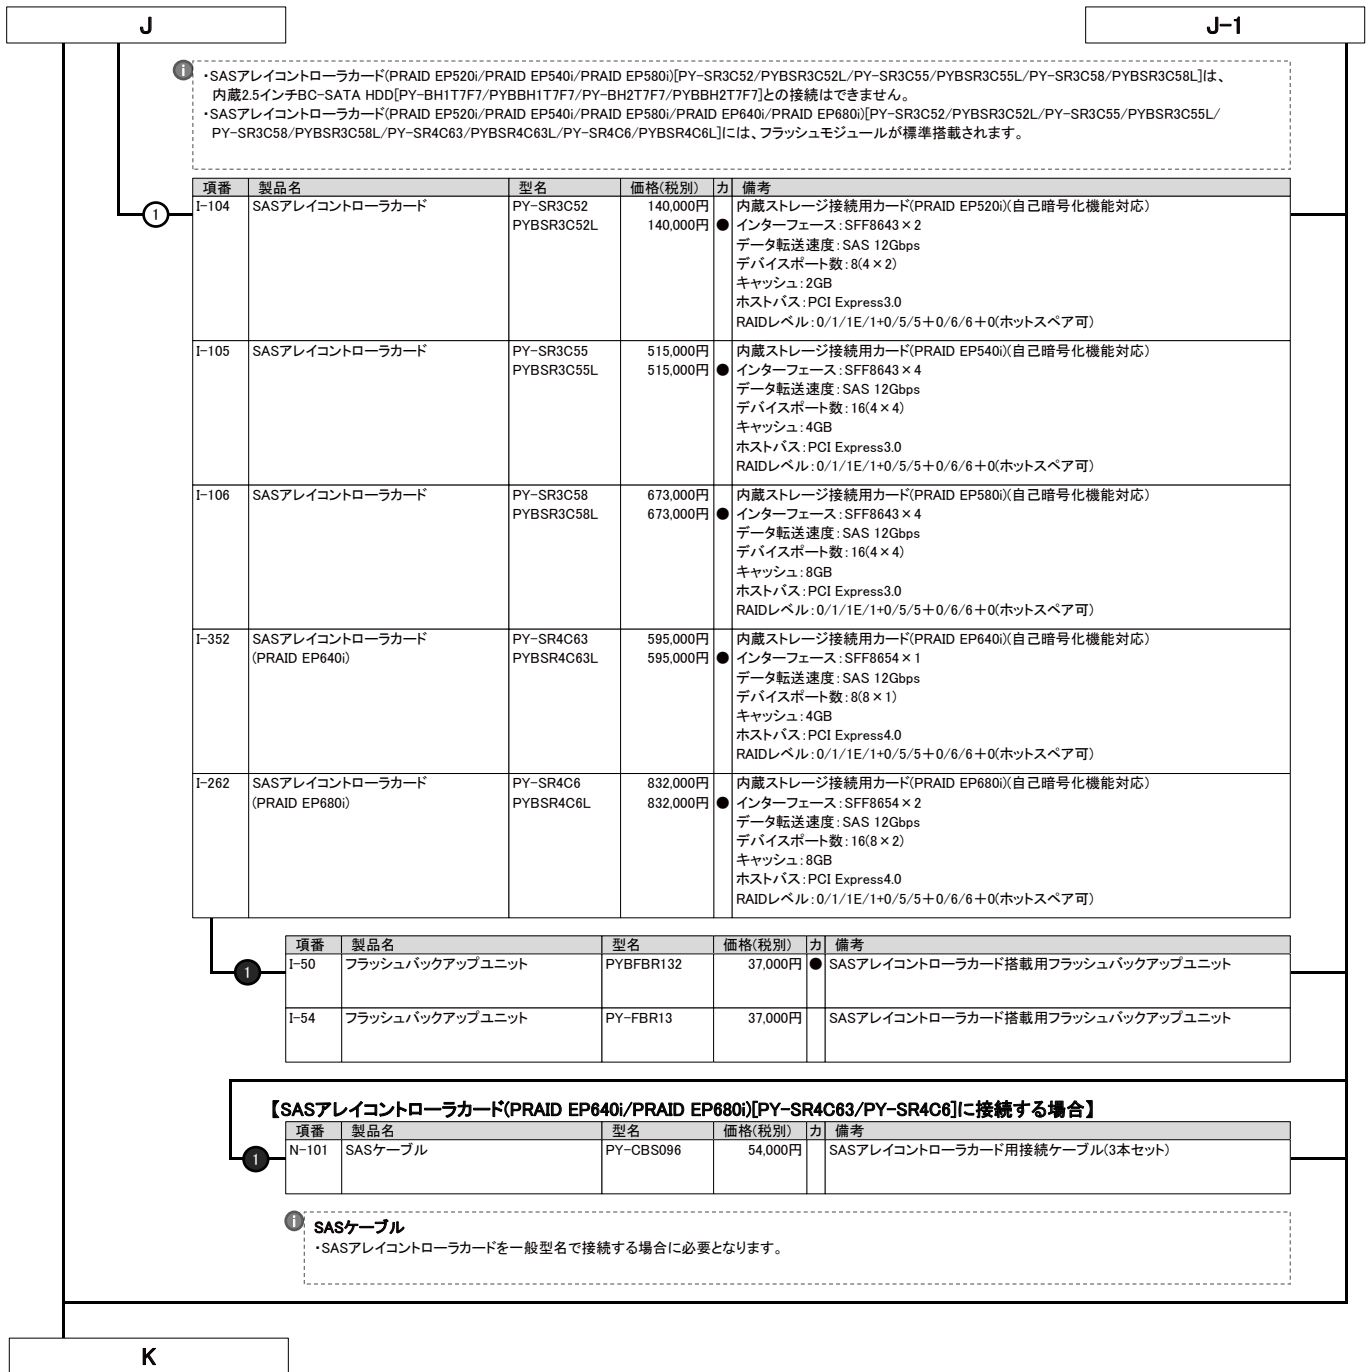 J
J-1
・SASアレイコントローラカード(PRAID EP520i/PRAID EP540i/PRAID EP580i)[PY-SR3C52/PYBSR3C52L/PY-SR3C55/PYBSR3C55L/PY-SR3C58/PYBSR3C58L]は、
内蔵2.5インチBC-SATA HDD[PY-BH1T7F7/PYBBH1T7F7/PY-BH2T7F7/PYBBH2T7F7]との接続はできません。
・SASアレイコントローラカード(PRAID EP520i/PRAID EP540i/PRAID EP580i/PRAID EP640i/PRAID EP680i)[PY-SR3C52/PYBSR3C52L/PY-SR3C55/PYBSR3C55L/
PY-SR3C58/PYBSR3C58L/PY-SR4C63/PYBSR4C63L/PY-SR4C6/PYBSR4C6L]には、フラッシュモジュールが標準搭載されます。
項番 製品名 型名 価格(税別) カ 備考
1
I-104 SASアレイコントローラカード PY-SR3C52 140,000円 内蔵ストレージ接続用カード(PRAID EP520i)(自己暗号化機能対応)
PYBSR3C52L 140,000円 ● インターフェース：SFF8643×2
データ転送速度：SAS 12Gbps
デバイスポート数：8(4×2)
キャッシュ：2GB
ホストバス：PCI Express3.0
RAIDレベル：0/1/1E/1+0/5/5＋0/6/6＋0(ホットスペア可)
I-105 SASアレイコントローラカード PY-SR3C55 515,000円 内蔵ストレージ接続用カード(PRAID EP540i)(自己暗号化機能対応)
PYBSR3C55L 515,000円 ● インターフェース：SFF8643×4
データ転送速度：SAS 12Gbps
デバイスポート数：16(4×4)
キャッシュ：4GB
ホストバス：PCI Express3.0
RAIDレベル：0/1/1E/1+0/5/5＋0/6/6＋0(ホットスペア可)
I-106 SASアレイコントローラカード PY-SR3C58 673,000円 内蔵ストレージ接続用カード(PRAID EP580i)(自己暗号化機能対応)
PYBSR3C58L 673,000円 ● インターフェース：SFF8643×4
データ転送速度：SAS 12Gbps
デバイスポート数：16(4×4)
キャッシュ：8GB
ホストバス：PCI Express3.0
RAIDレベル：0/1/1E/1+0/5/5＋0/6/6＋0(ホットスペア可)
I-352 SASアレイコントローラカード PY-SR4C63 595,000円 内蔵ストレージ接続用カード(PRAID EP640i)(自己暗号化機能対応)
(PRAID EP640i) PYBSR4C63L 595,000円 ● インターフェース：SFF8654×1
データ転送速度：SAS 12Gbps
デバイスポート数：8(8×1)
キャッシュ：4GB
ホストバス：PCI Express4.0
RAIDレベル：0/1/1E/1+0/5/5＋0/6/6＋0(ホットスペア可)
I-262 SASアレイコントローラカード PY-SR4C6 832,000円 内蔵ストレージ接続用カード(PRAID EP680i)(自己暗号化機能対応)
(PRAID EP680i) PYBSR4C6L 832,000円 ● インターフェース：SFF8654×2
データ転送速度：SAS 12Gbps
デバイスポート数：16(8×2)
キャッシュ：8GB
ホストバス：PCI Express4.0
RAIDレベル：0/1/1E/1+0/5/5＋0/6/6＋0(ホットスペア可)
項番 製品名 型名 価格(税別) カ 備考
1
I-50 フラッシュバックアップユニット PYBFBR132 37,000円 ● SASアレイコントローラカード搭載用フラッシュバックアップユニット
I-54 フラッシュバックアップユニット PY-FBR13 37,000円 SASアレイコントローラカード搭載用フラッシュバックアップユニット
【SASアレイコントローラカード(PRAID EP640i/PRAID EP680i)[PY-SR4C63/PY-SR4C6]に接続する場合】
項番 製品名 型名 価格(税別) カ 備考
1
N-101 SASケーブル PY-CBS096 54,000円 SASアレイコントローラカード用接続ケーブル(3本セット)
SASケーブル
・SASアレイコントローラカードを一般型名で接続する場合に必要となります。
K